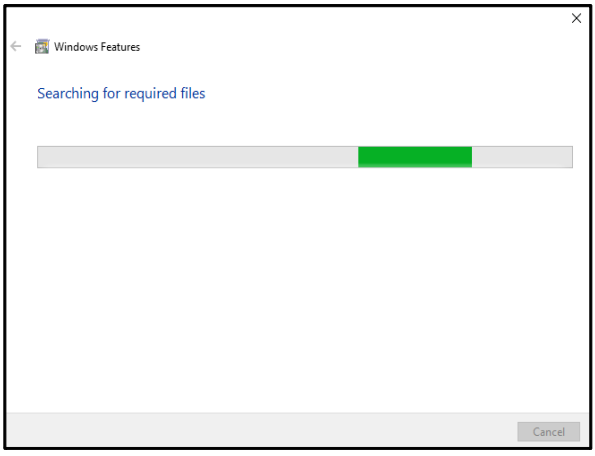 Windows Features
Searching for required files
Cancel